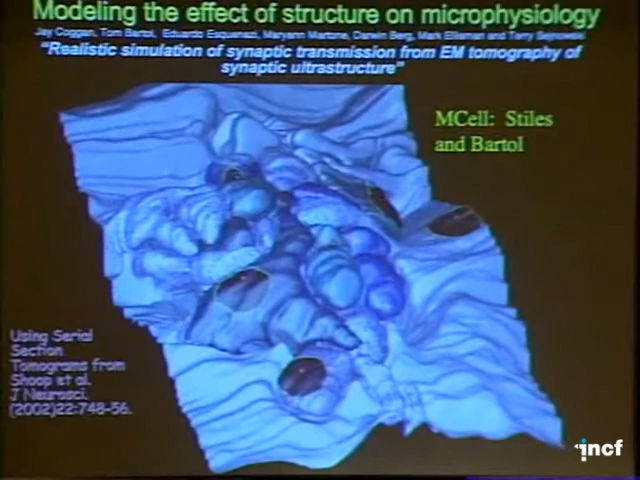 Modeling the effect of structure on microphysiology
Jay Coggan, Tom Bartol, Eduardo Esquenazi, Maryann Martone, Darwin Berg, Mark Ellisman and Terry Sejnowski
"Realistic simulation of synaptic transmission from EM tomography of
synaptic ultrastructure"
MCell: Stiles
and Bartol
Using Serial
Section
Tomograms from
Shoop et al.
J Neurosci.
(2002)22:748-56.
incf